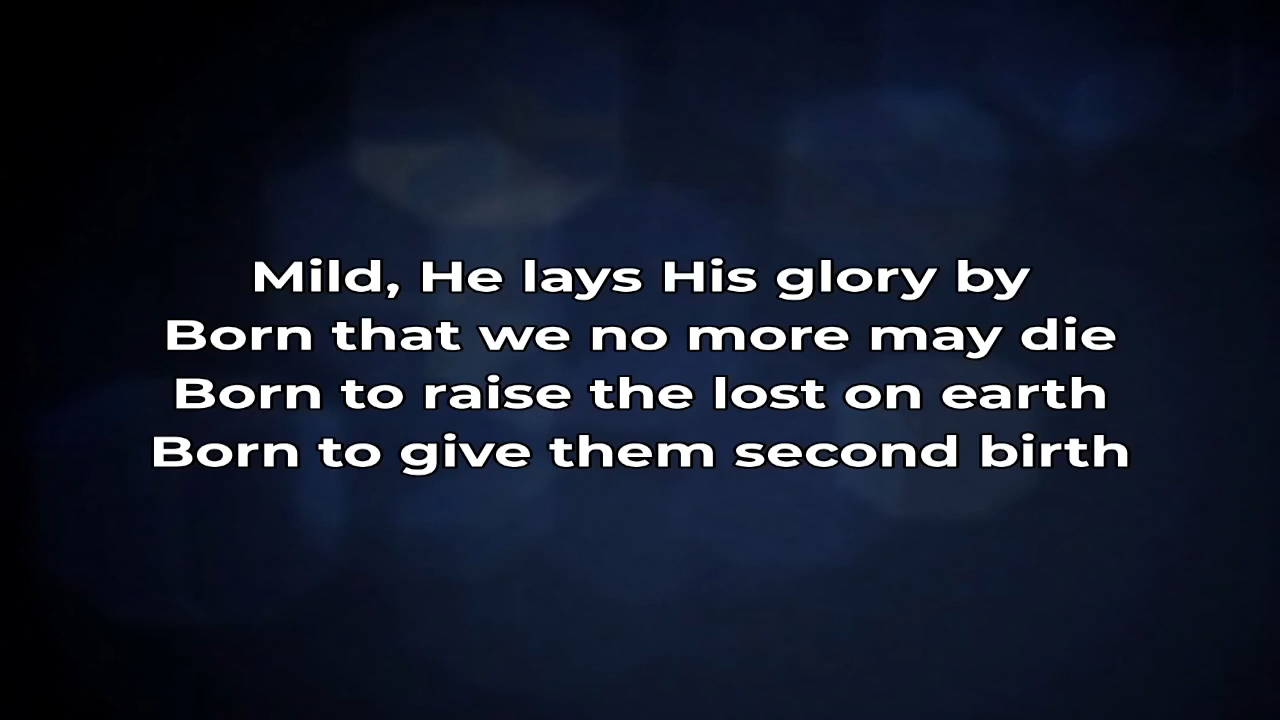 Mild, He lays His glory by
Born that we no more may die
Born to raise the lost on earth
Born to give them second birth